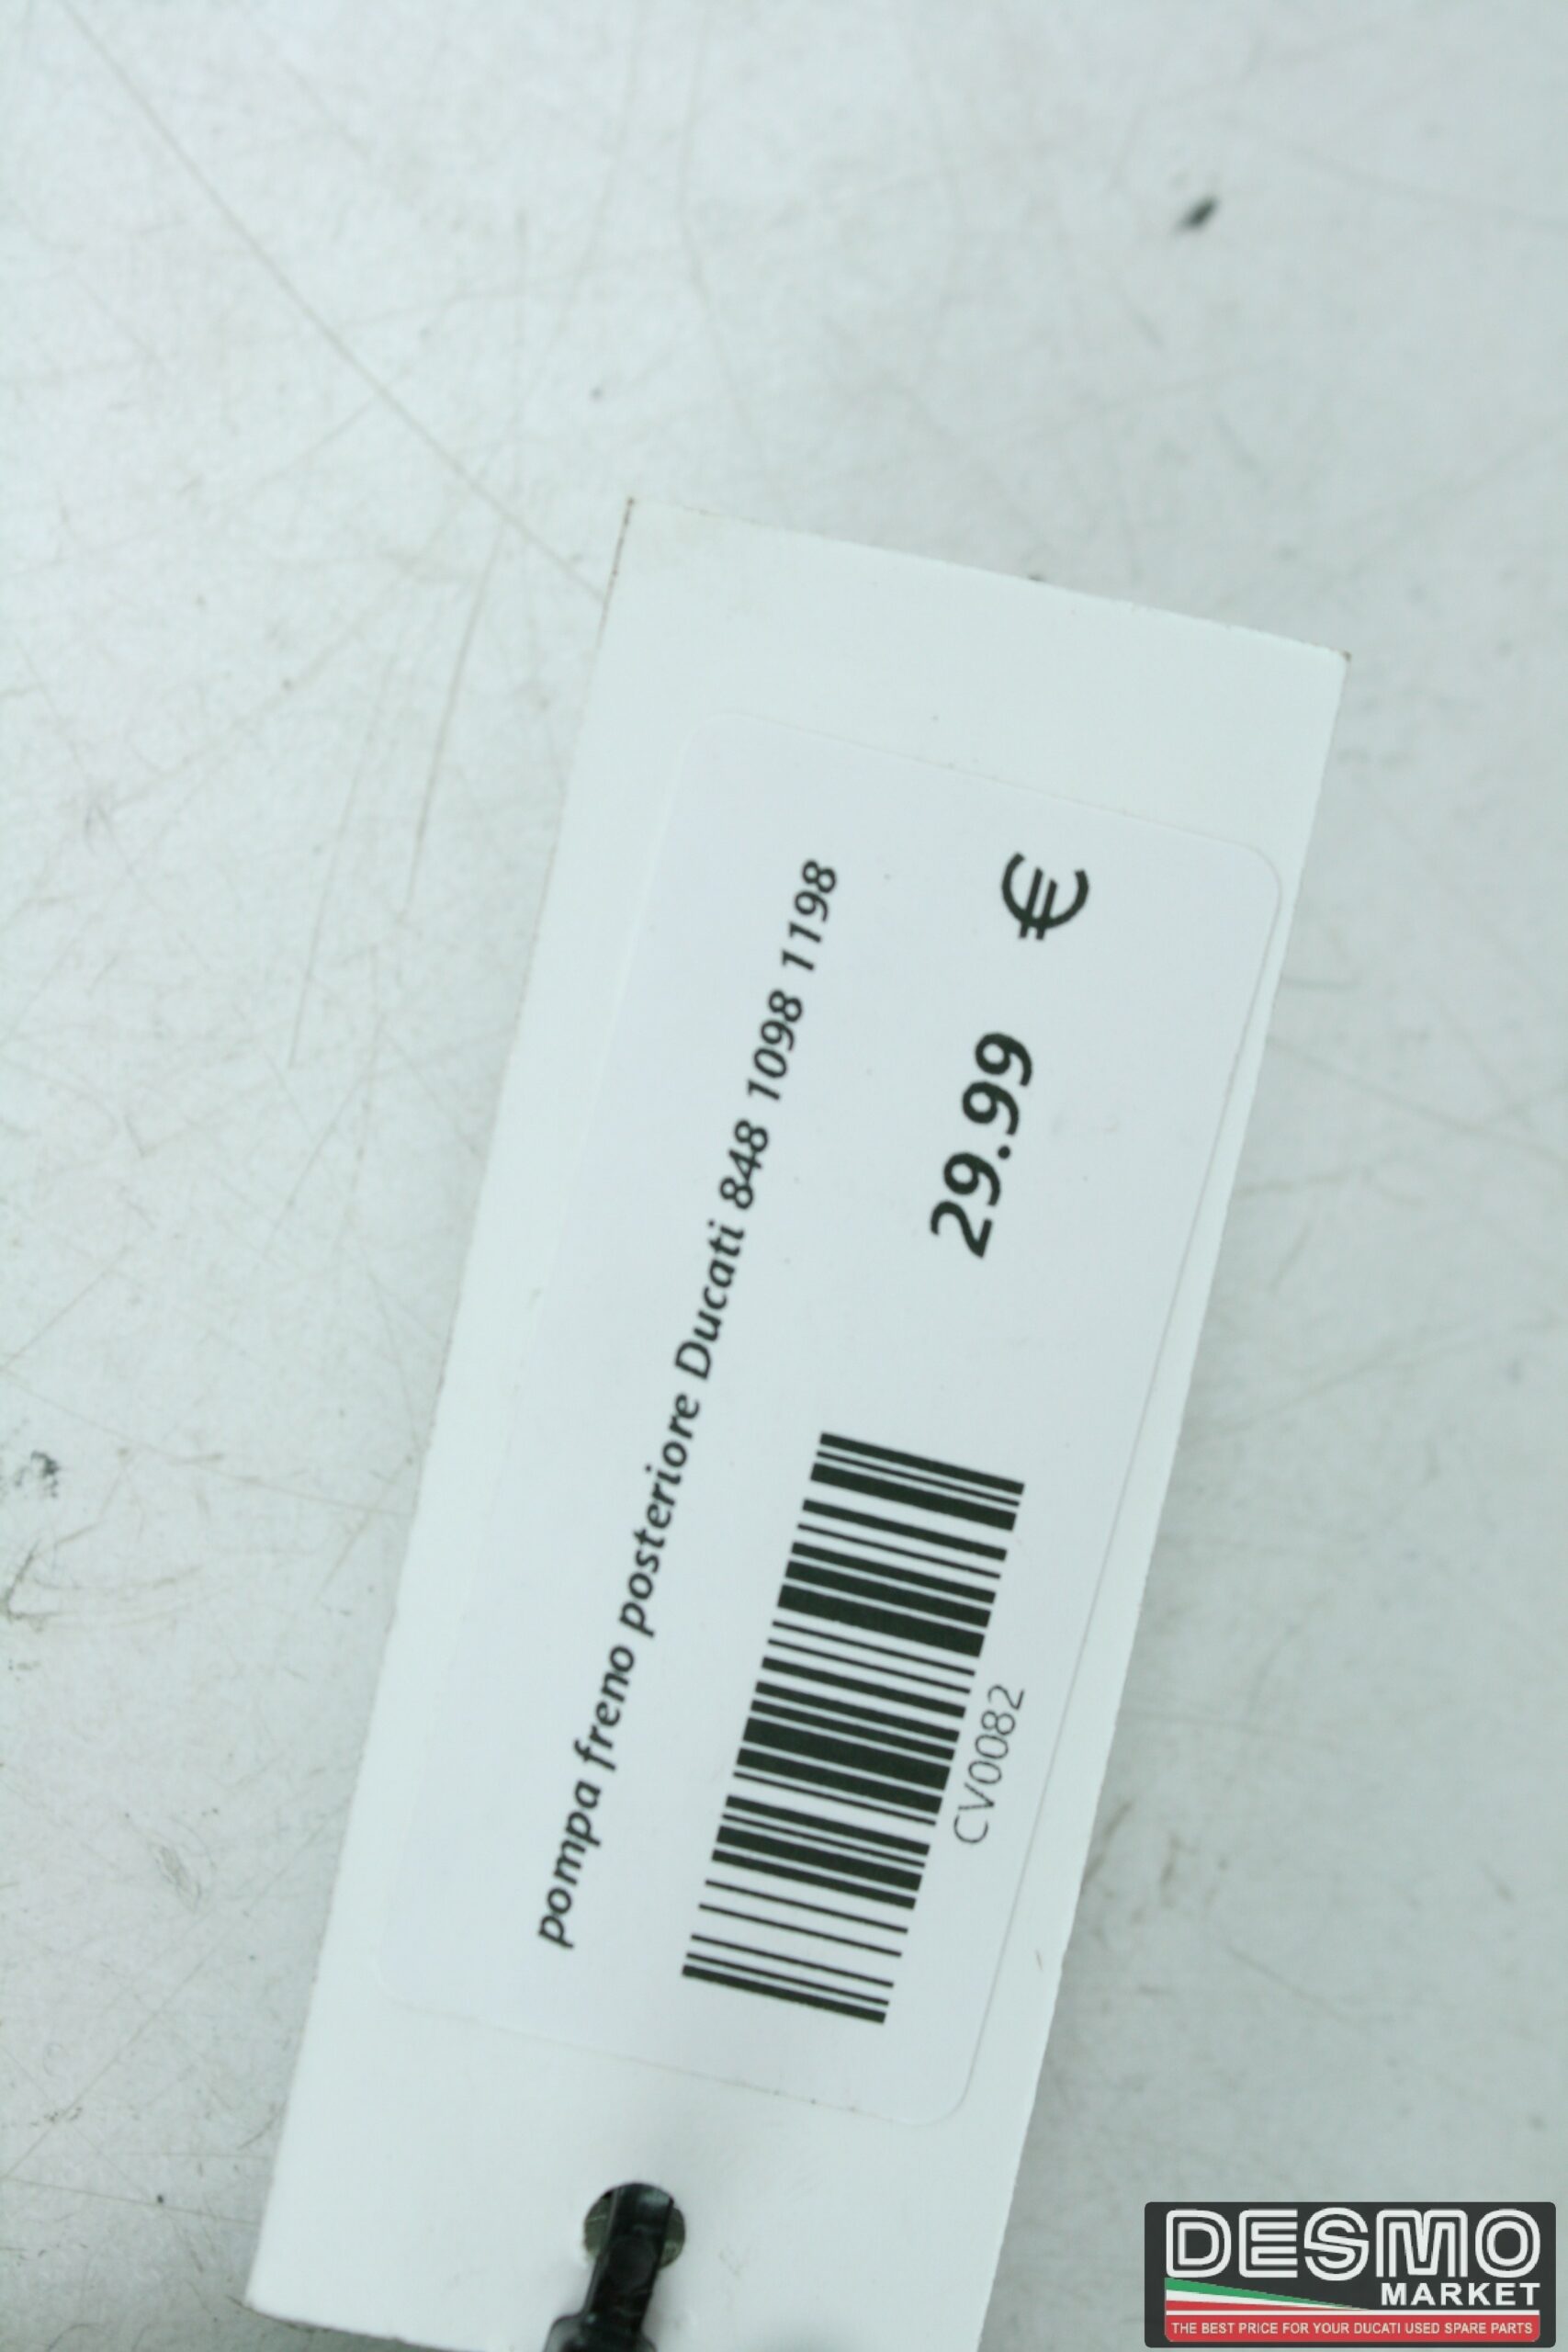 pompa freno posteriore Ducati 848 1098 1198
29.99 €
CV0082
DESMO
MARKET
THE BEST PRICE FOR YOUR DUCATI USED SPARE PARTS